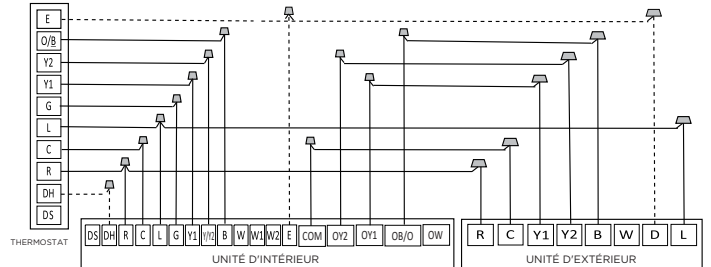 E
O/B
Y2
Y1
G
L
C
R
DH
DS
THERMOSTAT
DS DH R C L G Y1 Y/Y2 B W W1 W2 E COM OY2 OY1 OB/O OW
UNITÉ D'INTÉRIEUR
R C Y1 Y2 B W D L
UNITÉ D'EXTÉRIEUR